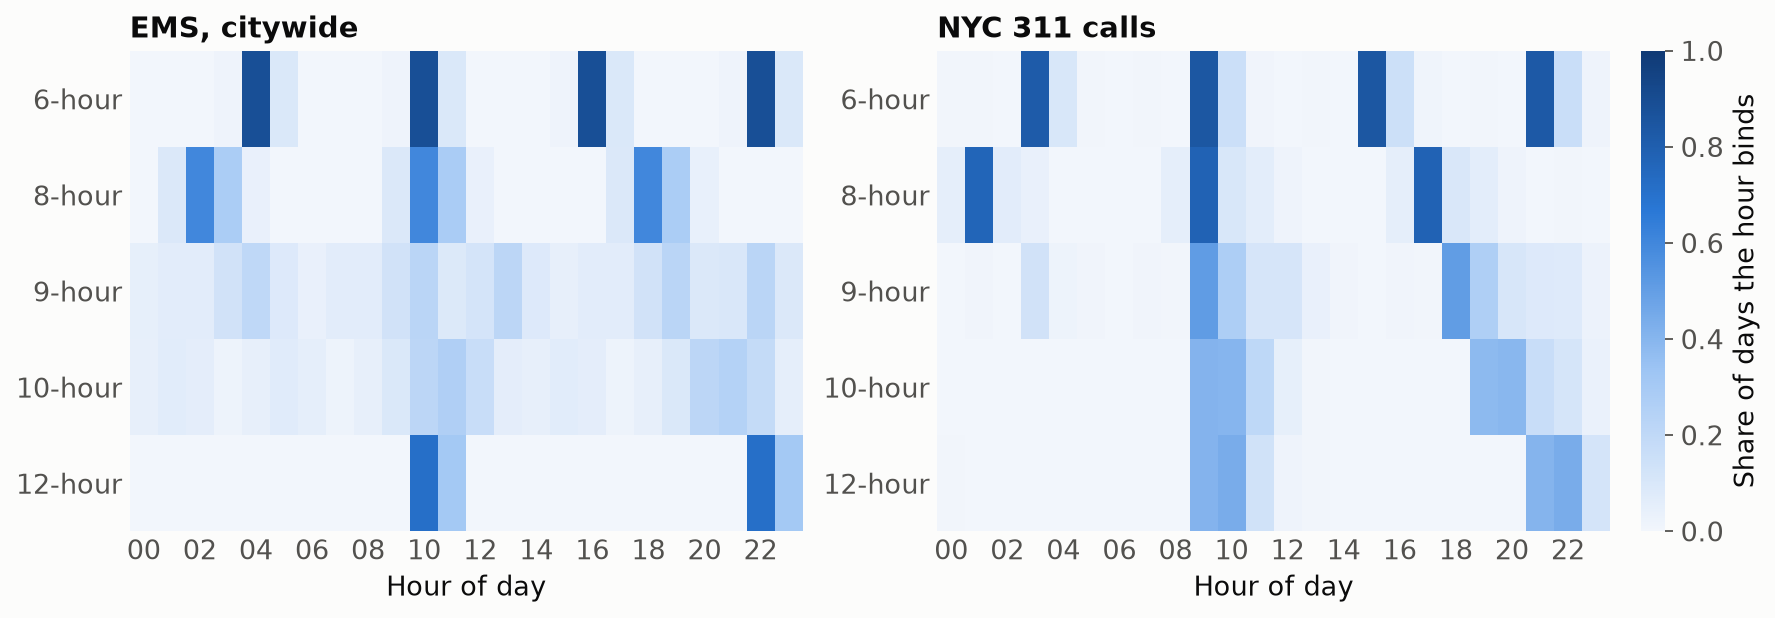 EMS, citywide
6-hour
8-hour
9-hour
10-hour
12-hour
00 02 04 06 08 10 12 14 16 18 20 22
Hour of day
NYC 311 calls
6-hour
8-hour
9-hour
10-hour
12-hour
00 02 04 06 08 10 12 14 16 18 20 22
Hour of day
1.0
0.8
0.6
0.4
0.2
0.0
Share of days the hour binds